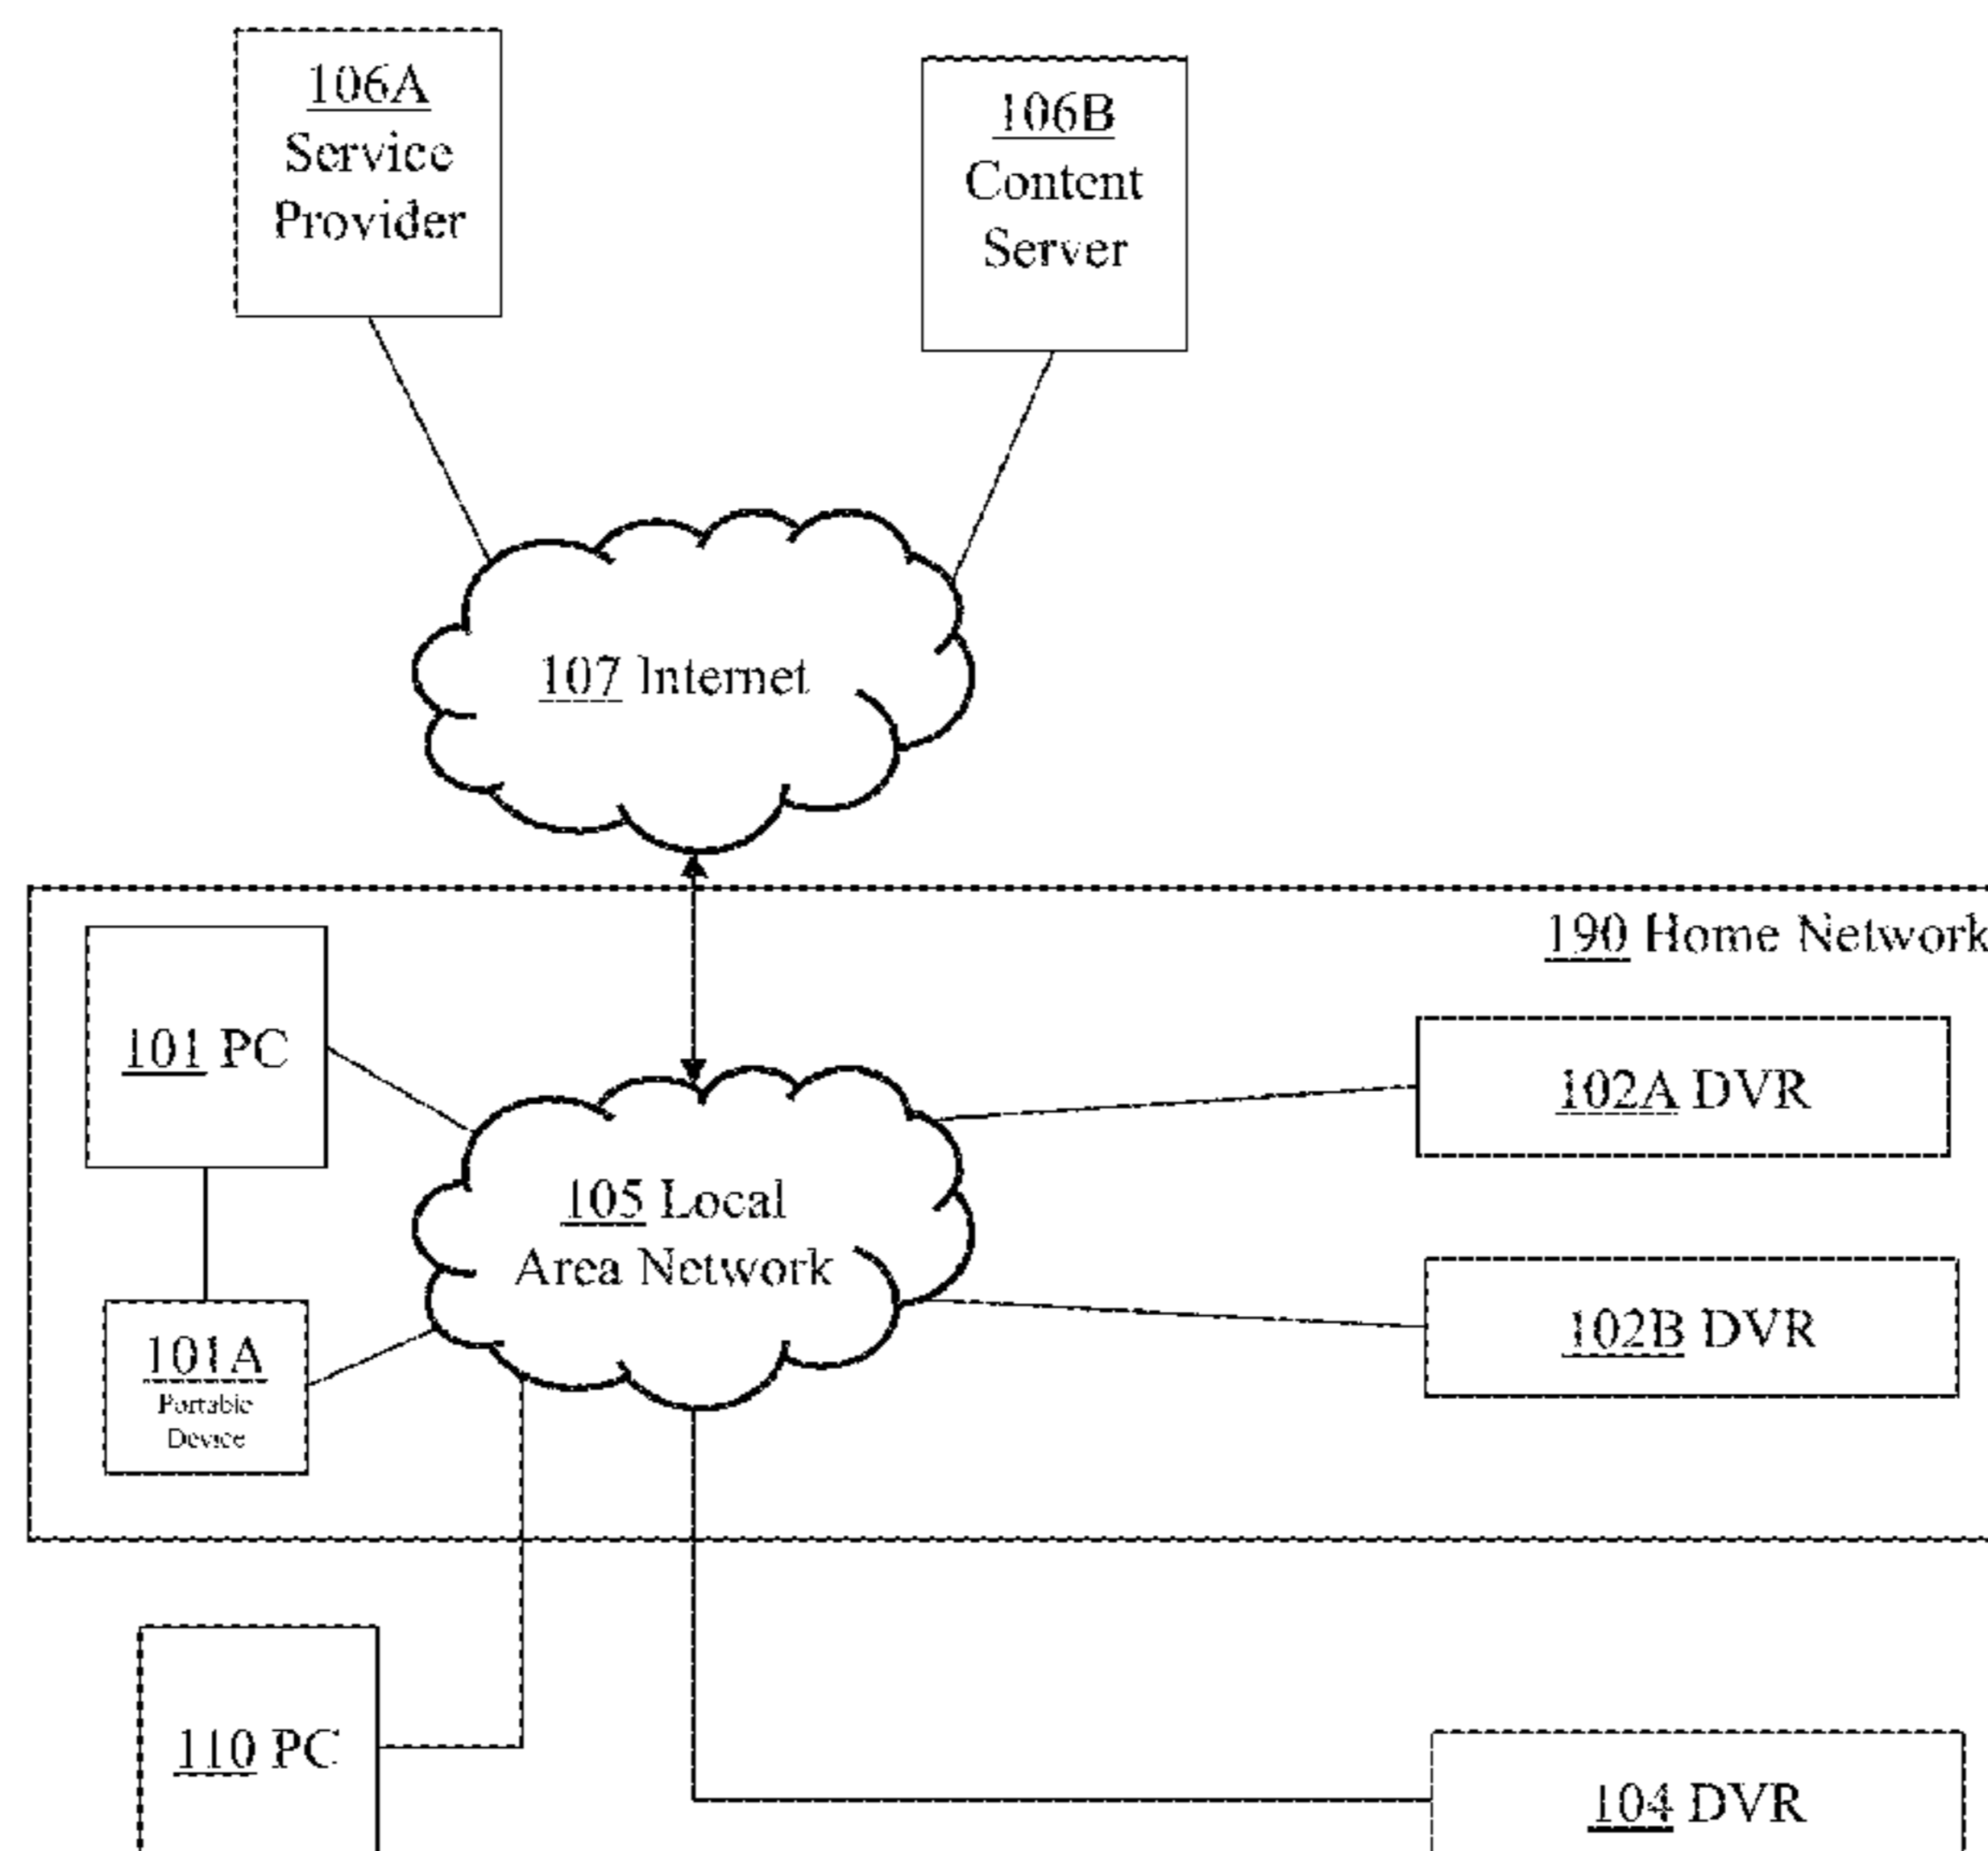 106A
Service
Provider
106B
Content
Server
107 Internet
190 Home Network
101 PC
102A DVR
105 Local
Area Network
102B DVR
101A
Portable
Device
110 PC
104 DVR